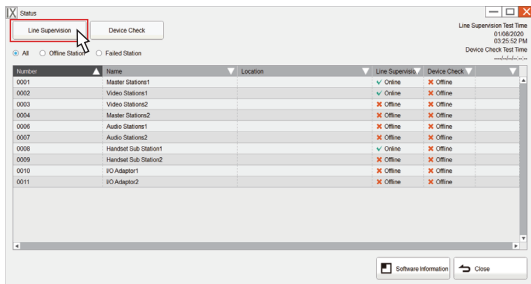 Status
Line Supervision Device Check
Line Supervision Test Time
01/08/2020
03:25:52 PM
Device Check Test Time
--/--/-- --:--:--
All Offline Station Failed Station
Number Name Location Line Supervision Device Check
0001 Master Stations1 Online Offline
0002 Video Stations1 Online Offline
0003 Video Stations2 Offline Offline
0004 Master Stations2 Offline Offline
0006 Audio Stations1 Offline Offline
0007 Audio Stations2 Offline Offline
0008 Handset Sub Station1 Online Offline
0009 Handset Sub Station2 Offline Offline
0010 I/O Adaptor1 Offline Offline
0011 I/O Adaptor2 Offline Offline
Software Information Close